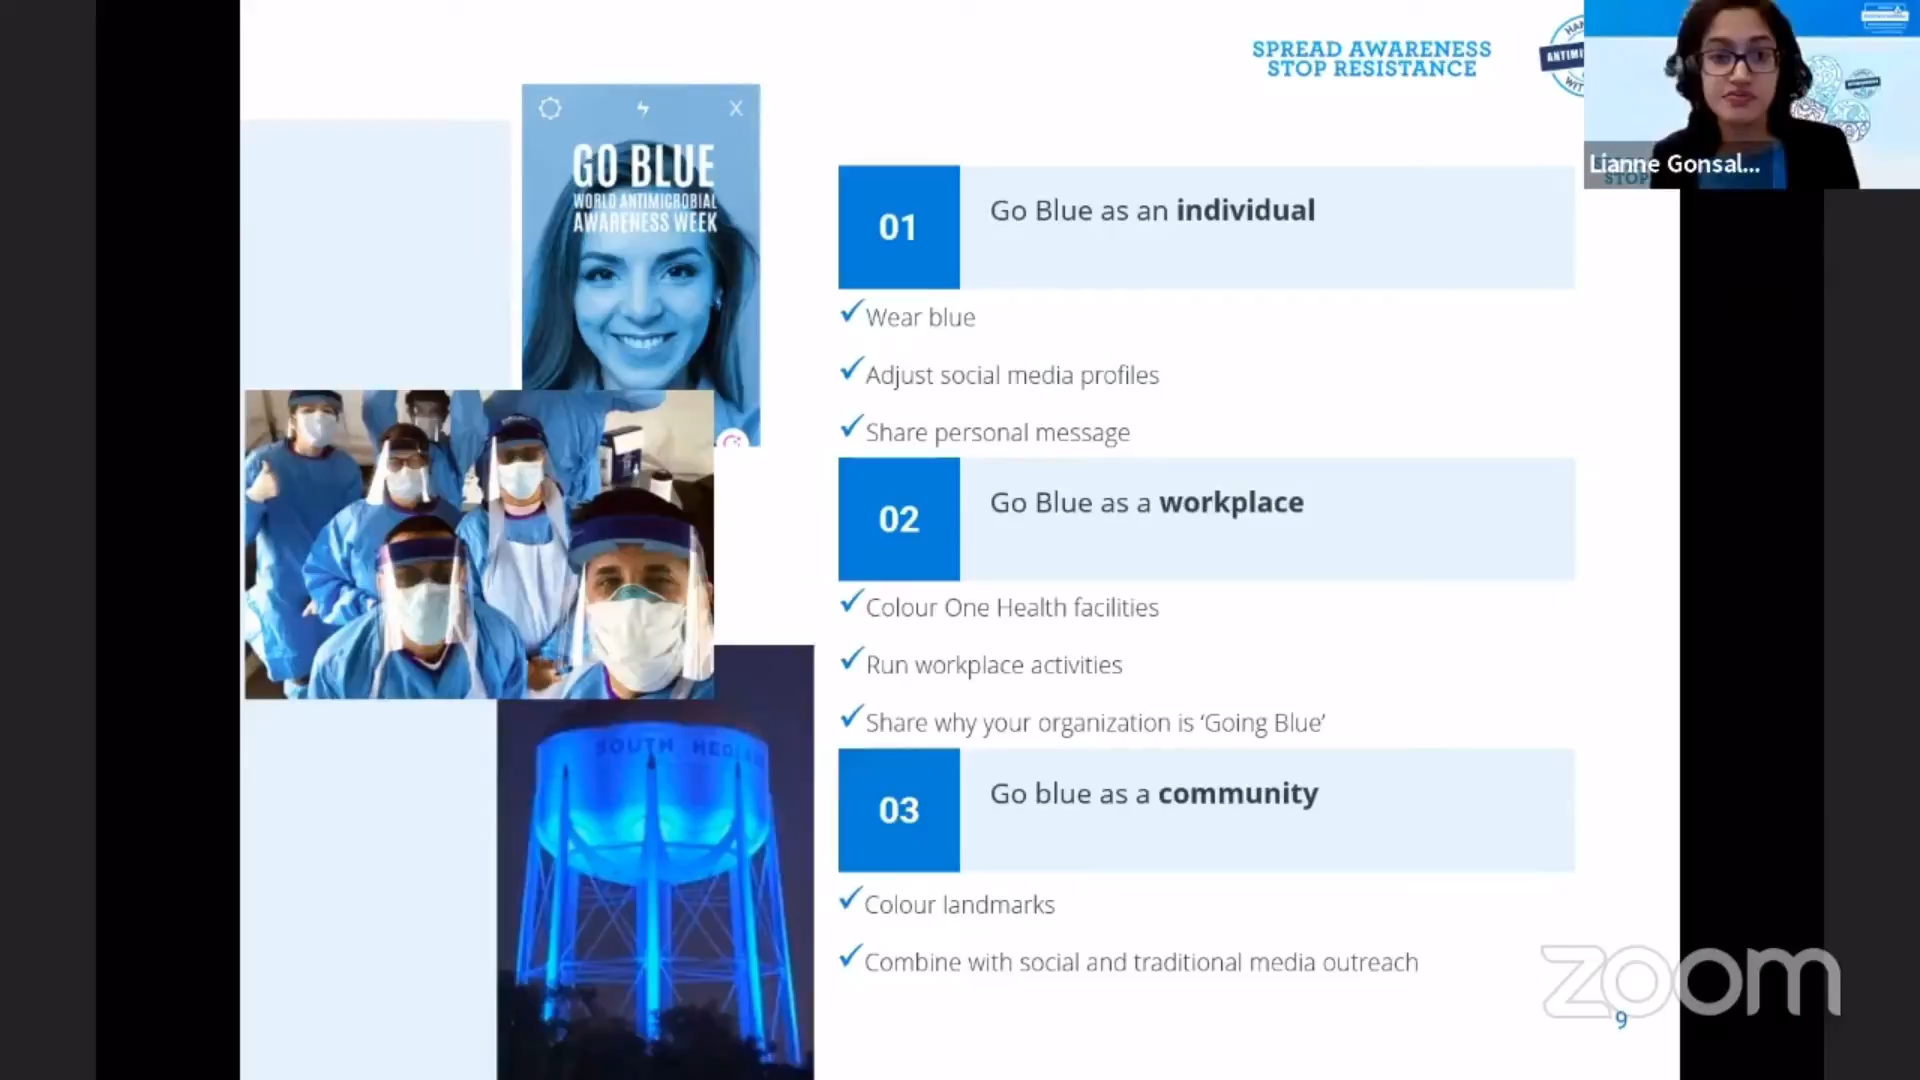 SPREAD AWARENESS
STOP RESISTANCE
ANTIMI
Lianne Gonsal...
STOP
GO BLUE
WORLD ANTIMICROBIAL
AWARENESS WEEK
01
Go Blue as an individual
Wear blue
Adjust social media profiles
Share personal message
02
Go Blue as a workplace
Colour One Health facilities
Run workplace activities
Share why your organization is ‘Going Blue’
03
Go blue as a community
Colour landmarks
Combine with social and traditional media outreach
SOUTH
zoom
9